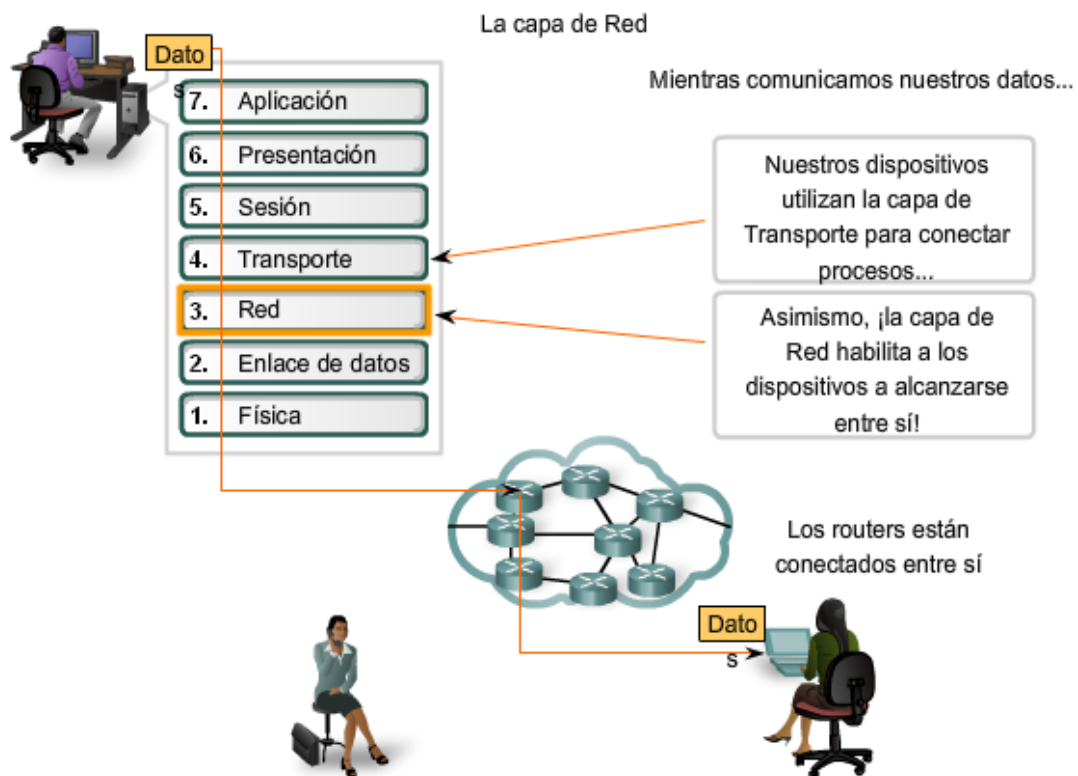 La capa de Red
Mientras comunicamos nuestros datos...
Dato
s
7. Aplicación
6. Presentación
5. Sesión
4. Transporte
3. Red
2. Enlace de datos
1. Física
Nuestros dispositivos
utilizan la capa de
Transporte para conectar
procesos...
Asimismo, ¡la capa de
Red habilita a los
dispositivos a alcanzarse
entre sí!
Los routers están
conectados entre sí
Dato
s